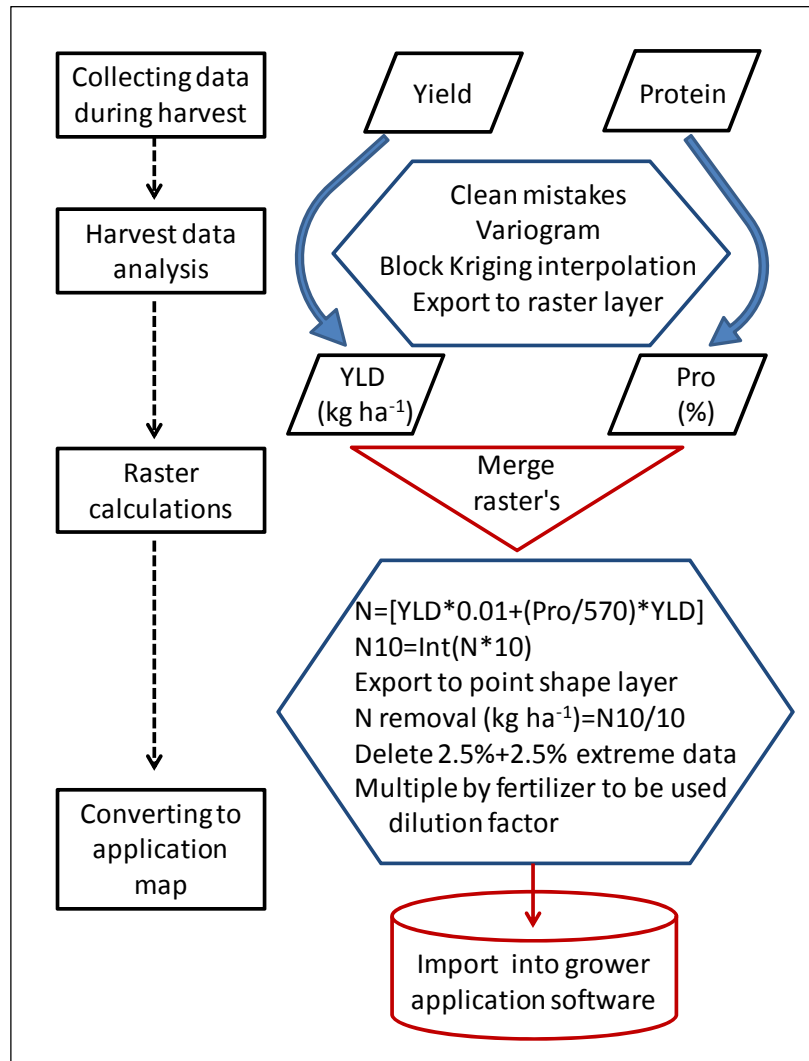 Collecting data
during harvest
Yield
Protein
Harvest data
analysis
Clean mistakes
Variogram
Block Kriging interpolation
Export to raster layer
YLD
(kg ha⁻¹)
Pro
(%)
Raster
calculations
Merge
raster's
N=[YLD*0.01+(Pro/570)*YLD]
N10=Int(N*10)
Export to point shape layer
N removal (kg ha⁻¹)=N10/10
Delete 2.5%+2.5% extreme data
Multiple by fertilizer to be used
dilution factor
Converting to
application
map
Import into grower
application software